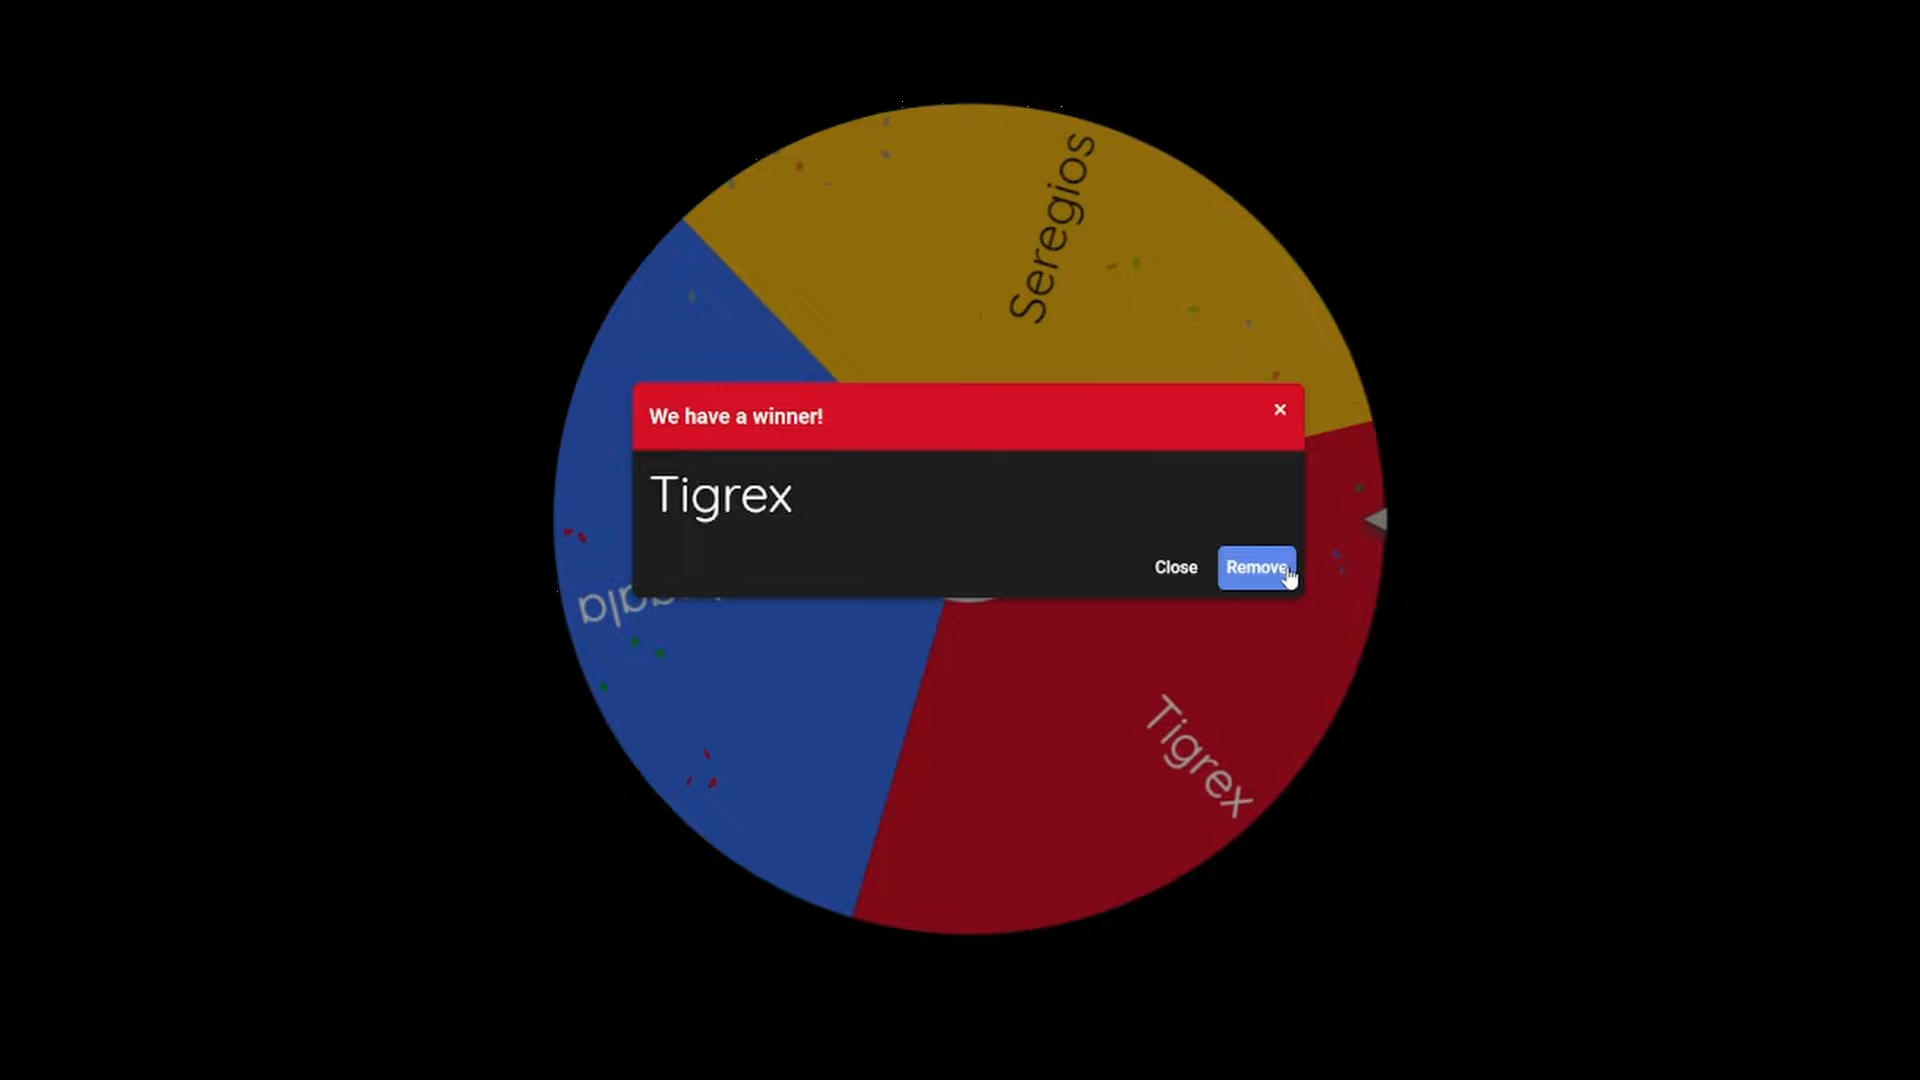 Seregios
We have a winner!
Tigrex
Close
Remove
Tigrex